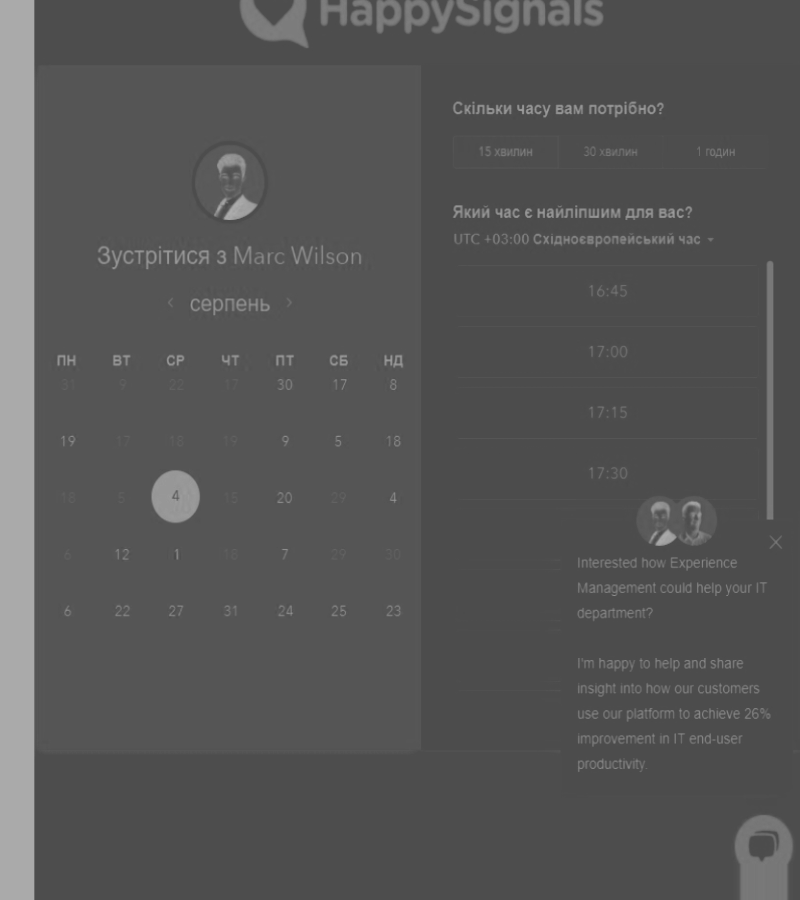 HappySignals
Зустрітися з Marc Wilson
серпень
ПН ВТ СР ЧТ ПТ СБ НД
31 9 22 17 30 17 8
19 17 18 19 9 5 18
18 5 4 15 20 29 4
6 12 1 18 7 29 30
6 22 27 31 24 25 23
Скільки часу вам потрібно?
15 хвилин 30 хвилин 1 годин
Який час є найліпшим для вас?
UTC +03:00 Східноєвропейський час
16:45
17:00
17:15
17:30
Interested how Experience
Management could help your IT
department?
I'm happy to help and share
insight into how our customers
use our platform to achieve 26%
improvement in IT end-user
productivity.